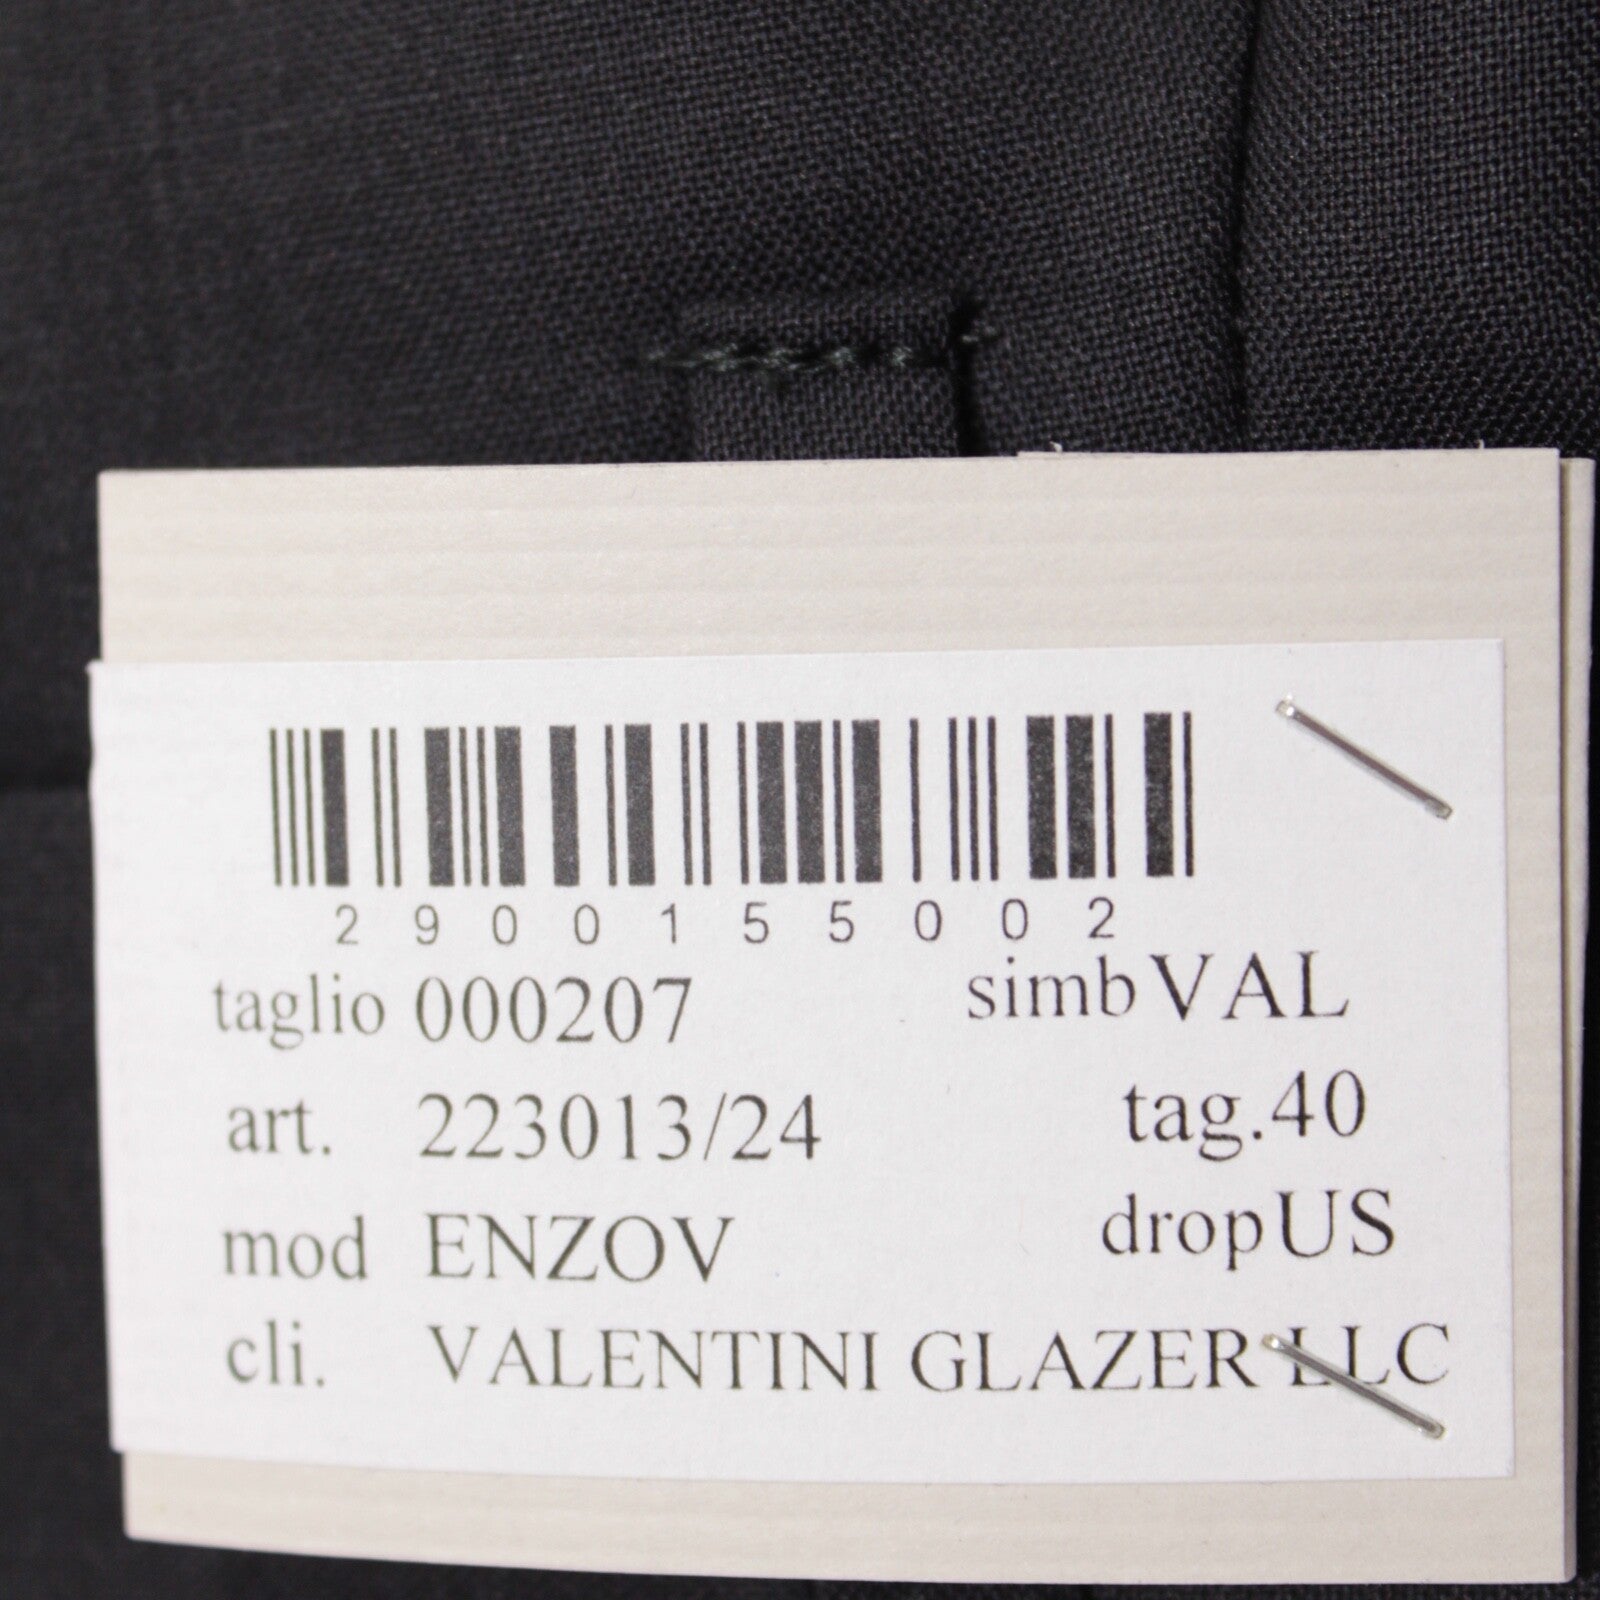 2900155002
taglio 000207 simb VAL
art. 223013/24 tag.40
mod ENZOV drop US
cli. VALENTINI GLAZER LLC